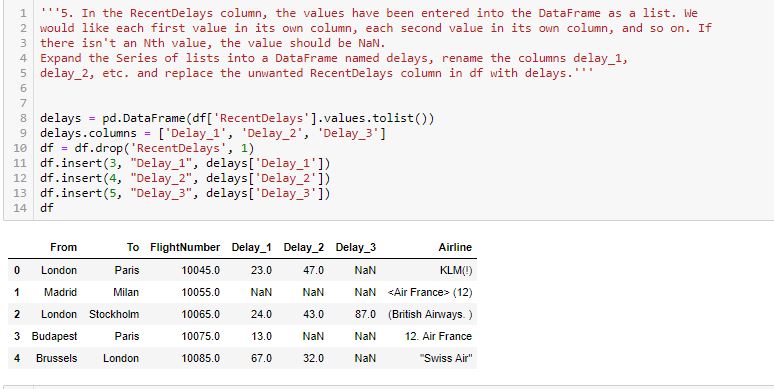 1 '''5. In the RecentDelays column, the values have been entered into the DataFrame as a list. We
2 would like each first value in its own column, each second value in its own column, and so on. If
3 there isn't an Nth value, the value should be NaN.
4 Expand the Series of lists into a DataFrame named delays, rename the columns delay_1,
5 delay_2, etc. and replace the unwanted RecentDelays column in df with delays.'''
6
7
8 delays = pd.DataFrame(df['RecentDelays'].values.tolist())
9 delays.columns = ['Delay_1', 'Delay_2', 'Delay_3']
10 df = df.drop('RecentDelays', 1)
11 df.insert(3, "Delay_1", delays['Delay_1'])
12 df.insert(4, "Delay_2", delays['Delay_2'])
13 df.insert(5, "Delay_3", delays['Delay_3'])
14 df
From To FlightNumber Delay_1 Delay_2 Delay_3 Airline
0 London Paris 10045.0 23.0 47.0 NaN KLM(!)
1 Madrid Milan 10055.0 NaN NaN NaN <Air France> (12)
2 London Stockholm 10065.0 24.0 43.0 87.0 (British Airways. )
3 Budapest Paris 10075.0 13.0 NaN NaN 12. Air France
4 Brussels London 10085.0 67.0 32.0 NaN "Swiss Air"